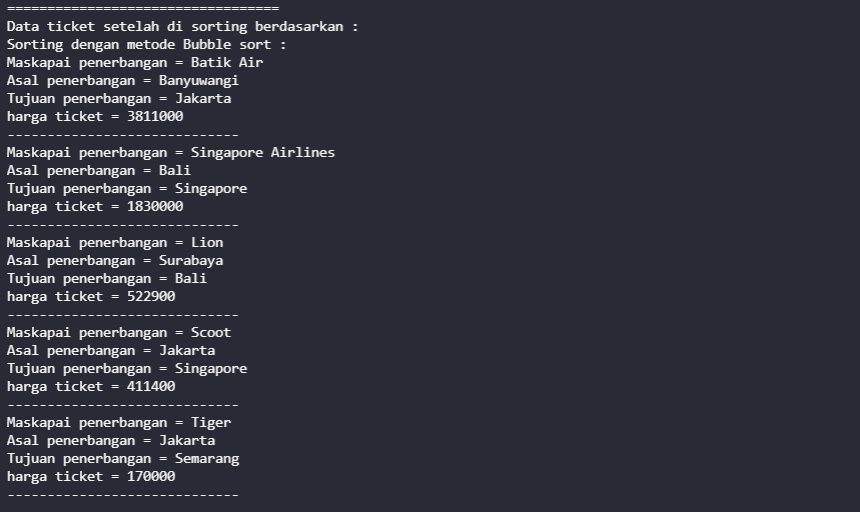 ==================================
Data ticket setelah di sorting berdasarkan :
Sorting dengan metode Bubble sort :
Maskapai penerbangan = Batik Air
Asal penerbangan = Banyuwangi
Tujuan penerbangan = Jakarta
harga ticket = 3811000
-----------------------------
Maskapai penerbangan = Singapore Airlines
Asal penerbangan = Bali
Tujuan penerbangan = Singapore
harga ticket = 1830000
-----------------------------
Maskapai penerbangan = Lion
Asal penerbangan = Surabaya
Tujuan penerbangan = Bali
harga ticket = 522900
-----------------------------
Maskapai penerbangan = Scoot
Asal penerbangan = Jakarta
Tujuan penerbangan = Singapore
harga ticket = 411400
-----------------------------
Maskapai penerbangan = Tiger
Asal penerbangan = Jakarta
Tujuan penerbangan = Semarang
harga ticket = 170000
-----------------------------